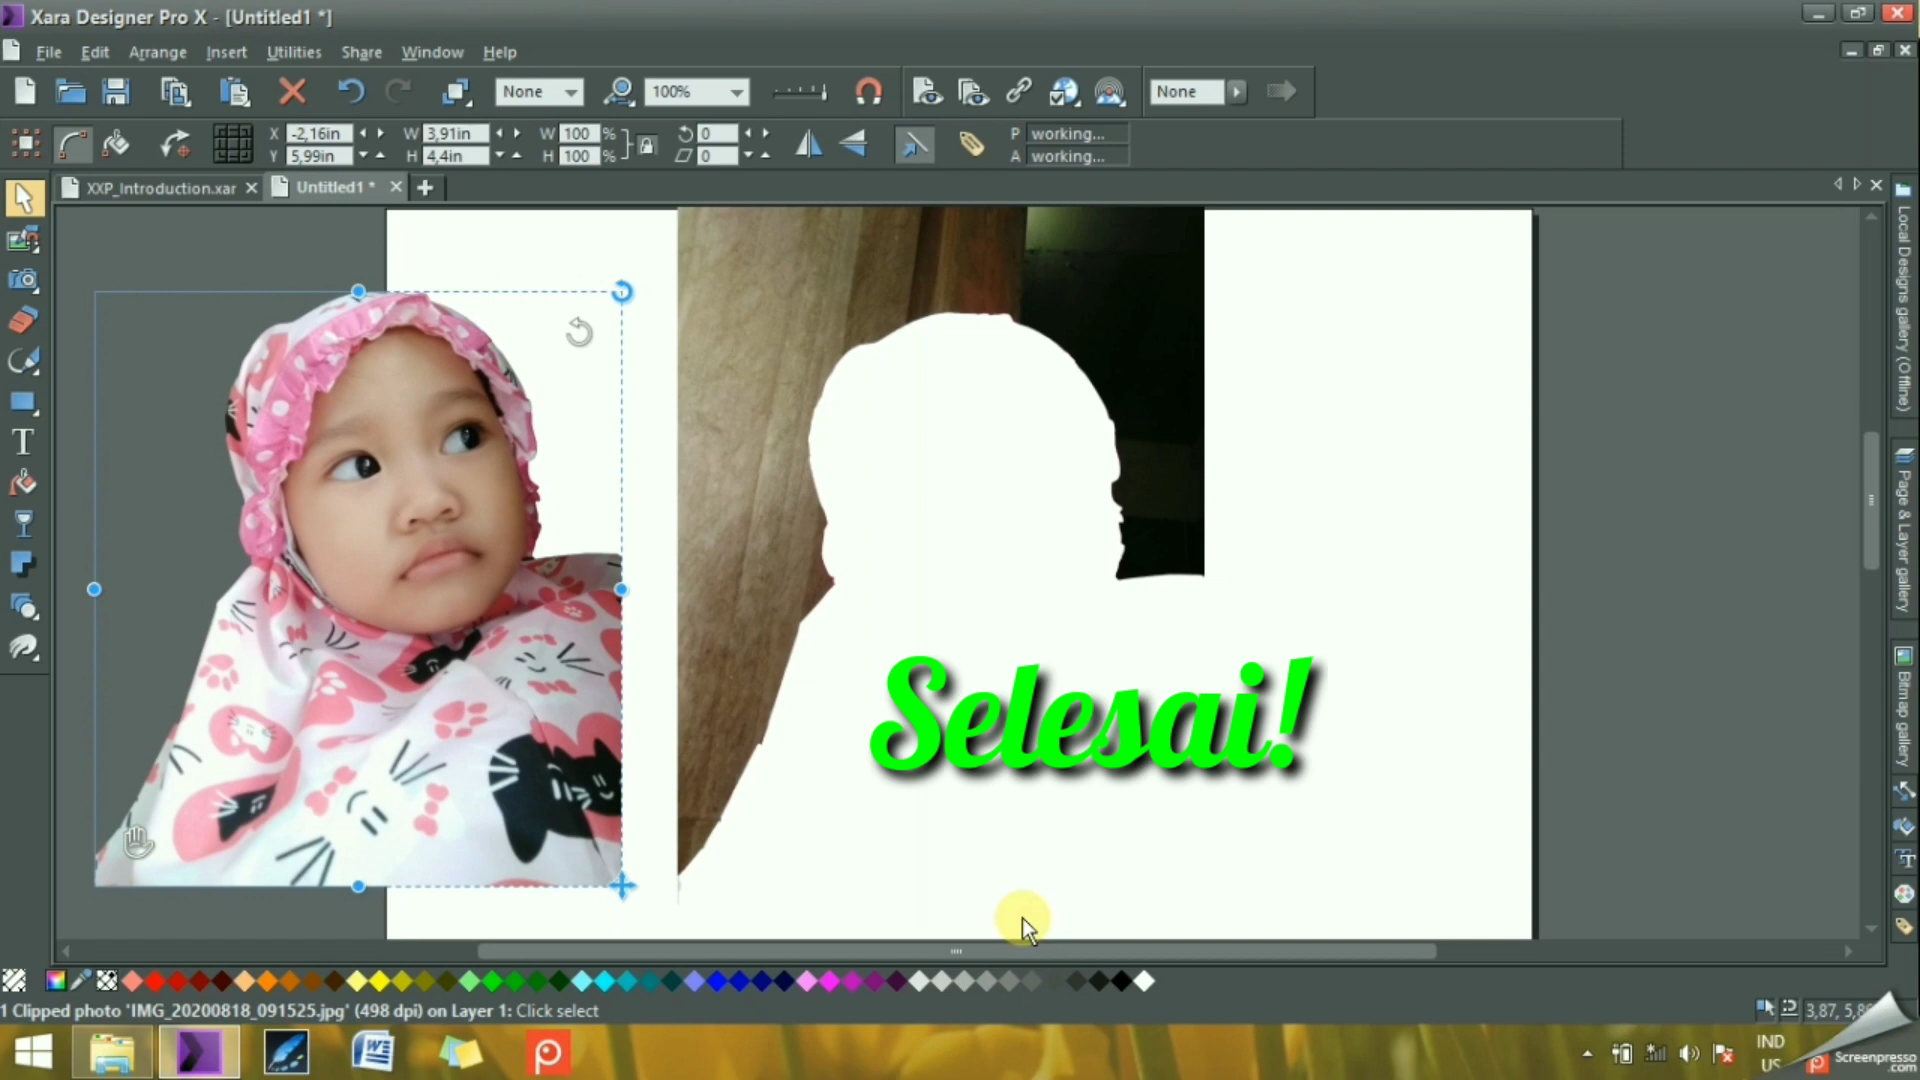 Xara Designer Pro X - [Untitled1 *]
File Edit Arrange Insert Utilities Share Window Help
None 100% None
X -2,16in W 3,91in W 100 % 0 P working...
Y 5,99in H 4,4in H 100 % 0 A working...
XXP_Introduction.xar Untitled1 *
Local Designs gallery (Offline)
Page & Layer gallery
Bitmap gallery
Selesai!
1 Clipped photo 'IMG_20200818_091525.jpg' (498 dpi) on Layer 1: Click select
IND
US
Screenpresso
.com